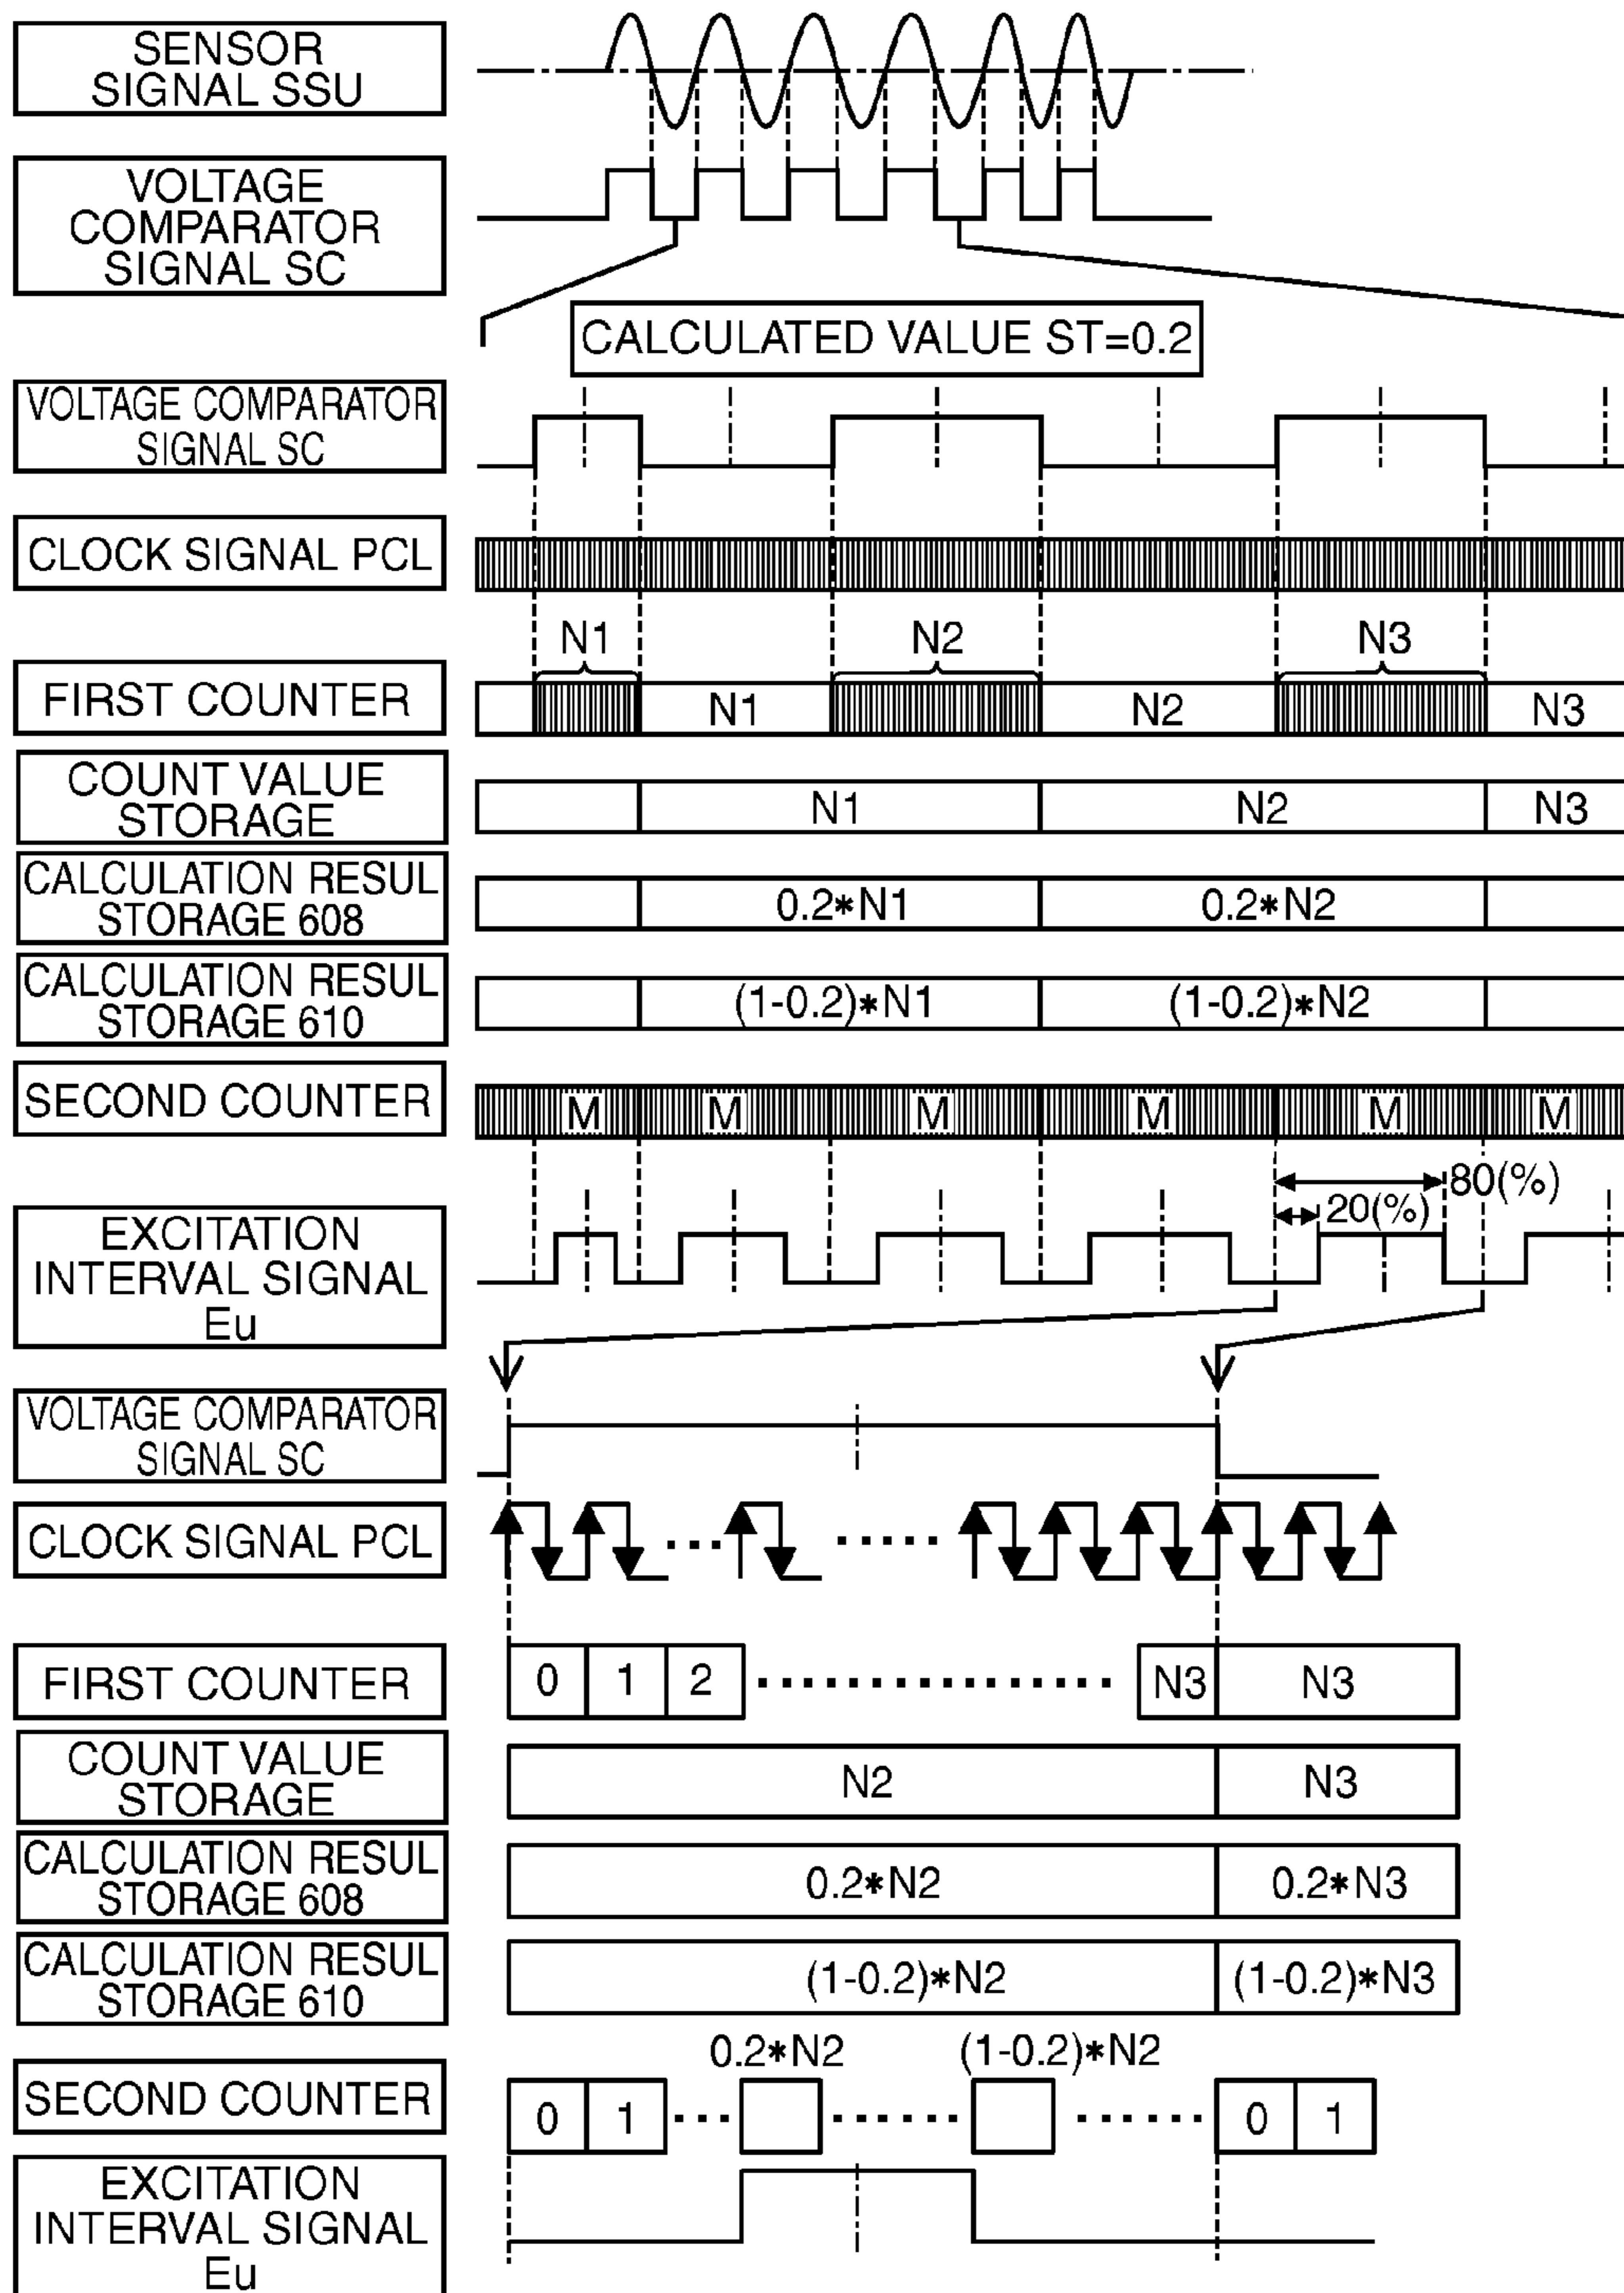 SENSOR
SIGNAL SSU
VOLTAGE
COMPARATOR
SIGNAL SC
CALCULATED VALUE ST=0.2
VOLTAGE COMPARATOR
SIGNAL SC
CLOCK SIGNAL PCL
N1 N2 N3
FIRST COUNTER
N1 N2 N3
COUNT VALUE
STORAGE
N1 N2 N3
CALCULATION RESUL
STORAGE 608
0.2*N1 0.2*N2
CALCULATION RESUL
STORAGE 610
(1-0.2)*N1 (1-0.2)*N2
SECOND COUNTER
M M M M M M
80(%)
20(%)
EXCITATION
INTERVAL SIGNAL
Eu
VOLTAGE COMPARATOR
SIGNAL SC
CLOCK SIGNAL PCL
FIRST COUNTER
0 1 2 N3 N3
COUNT VALUE
STORAGE
N2 N3
CALCULATION RESUL
STORAGE 608
0.2*N2 0.2*N3
CALCULATION RESUL
STORAGE 610
(1-0.2)*N2 (1-0.2)*N3
0.2*N2 (1-0.2)*N2
SECOND COUNTER
0 1 0 1
EXCITATION
INTERVAL SIGNAL
Eu